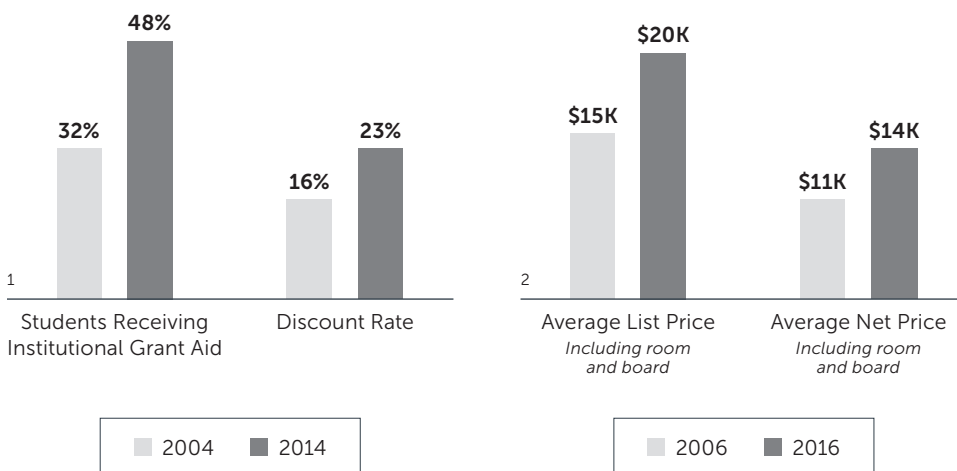 48%
32%
23%
16%
1
Students Receiving
Institutional Grant Aid
Discount Rate
2004
2014
$20K
$15K
$14K
$11K
2
Average List Price
Including room
and board
Average Net Price
Including room
and board
2006
2016